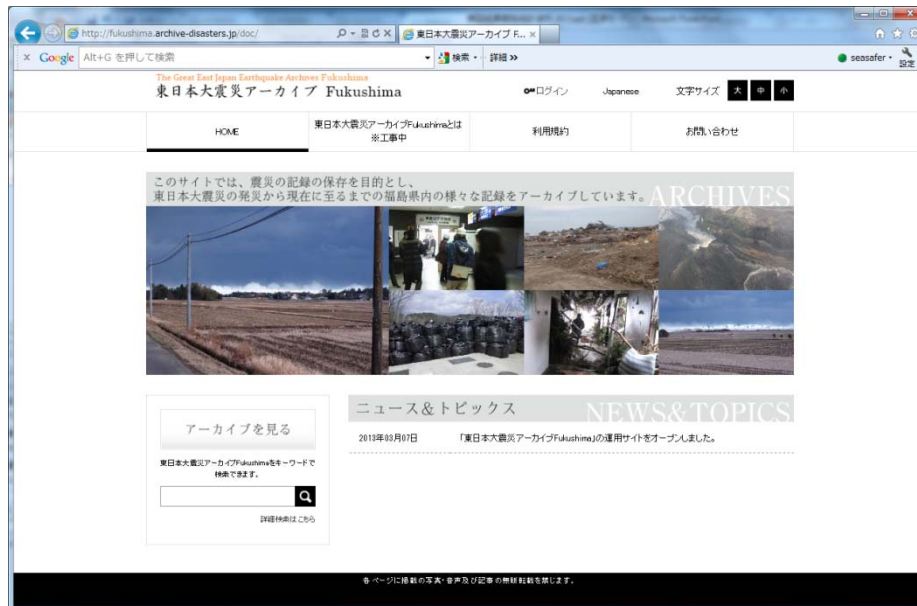 http://fukushima.archive-disasters.jp/doc/
東日本大震災アーカイブ F...
× Google
Alt+G を押して検索
検索
詳細 »
seasafer
設定
The Great East Japan Earthquake Archives Fukushima
東日本大震災アーカイブ Fukushima
ログイン
Japanese
文字サイズ
大
中
小
HOME
東日本大震災アーカイブFukushimaとは
※工事中
利用規約
お問い合わせ
このサイトでは、震災の記録の保存を目的とし、
東日本大震災の発災から現在に至るまでの福島県内の様々な記録をアーカイブしています。
ARCHIVES
アーカイブを見る
東日本大震災アーカイブFukushimaをキーワードで
検索できます。
詳細検索はこちら
ニュース&トピックス
NEWS&TOPICS
2013年03月07日
「東日本大震災アーカイブFukushima」の運用サイトをオープンしました。
各ページに掲載の写真・音声及び記事の無断転載を禁じます。